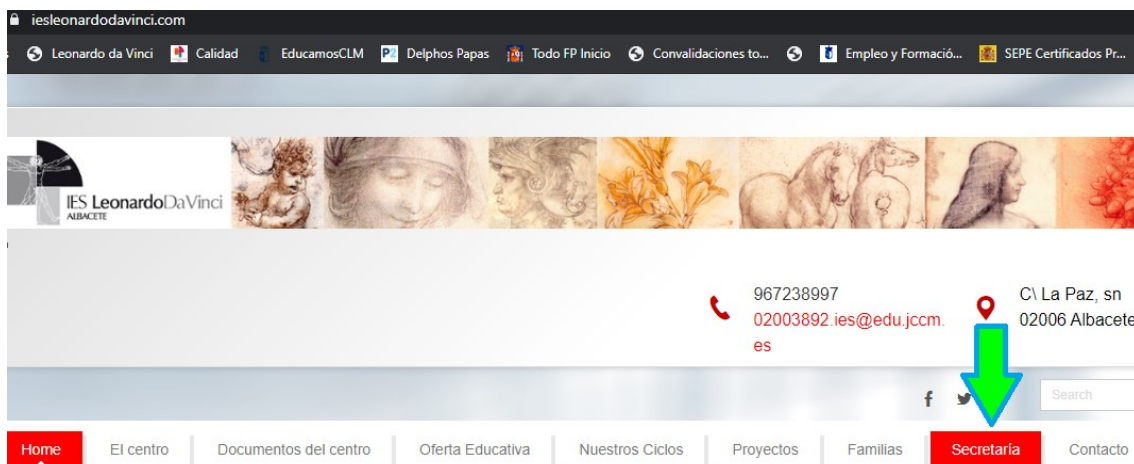 iesleonardodavinci.com
Leonardo da Vinci Calidad EducamosCLM P2 Delphos Papas Todo FP Inicio Convalidaciones to... Empleo y Formació... SEPE Certificados Pr...
IES LeonardoDaVinci
ALBACETE
967238997
02003892.ies@edu.jccm.
es
C\ La Paz, sn
02006 Albacete
f
Search
Home El centro Documentos del centro Oferta Educativa Nuestros Ciclos Proyectos Familias Secretaría Contacto